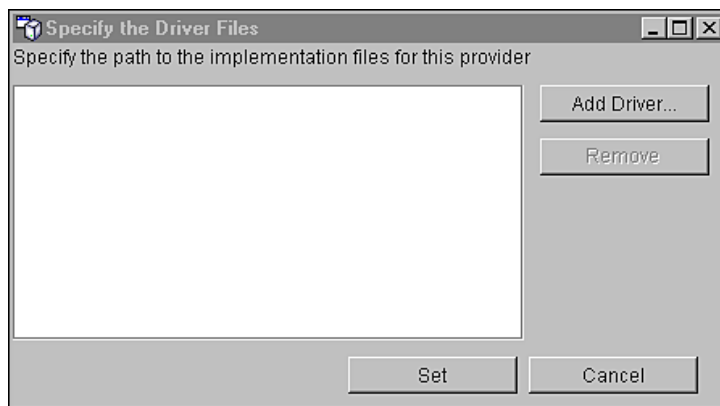 Specify the Driver Files
Specify the path to the implementation files for this provider
Add Driver...
Remove
Set
Cancel